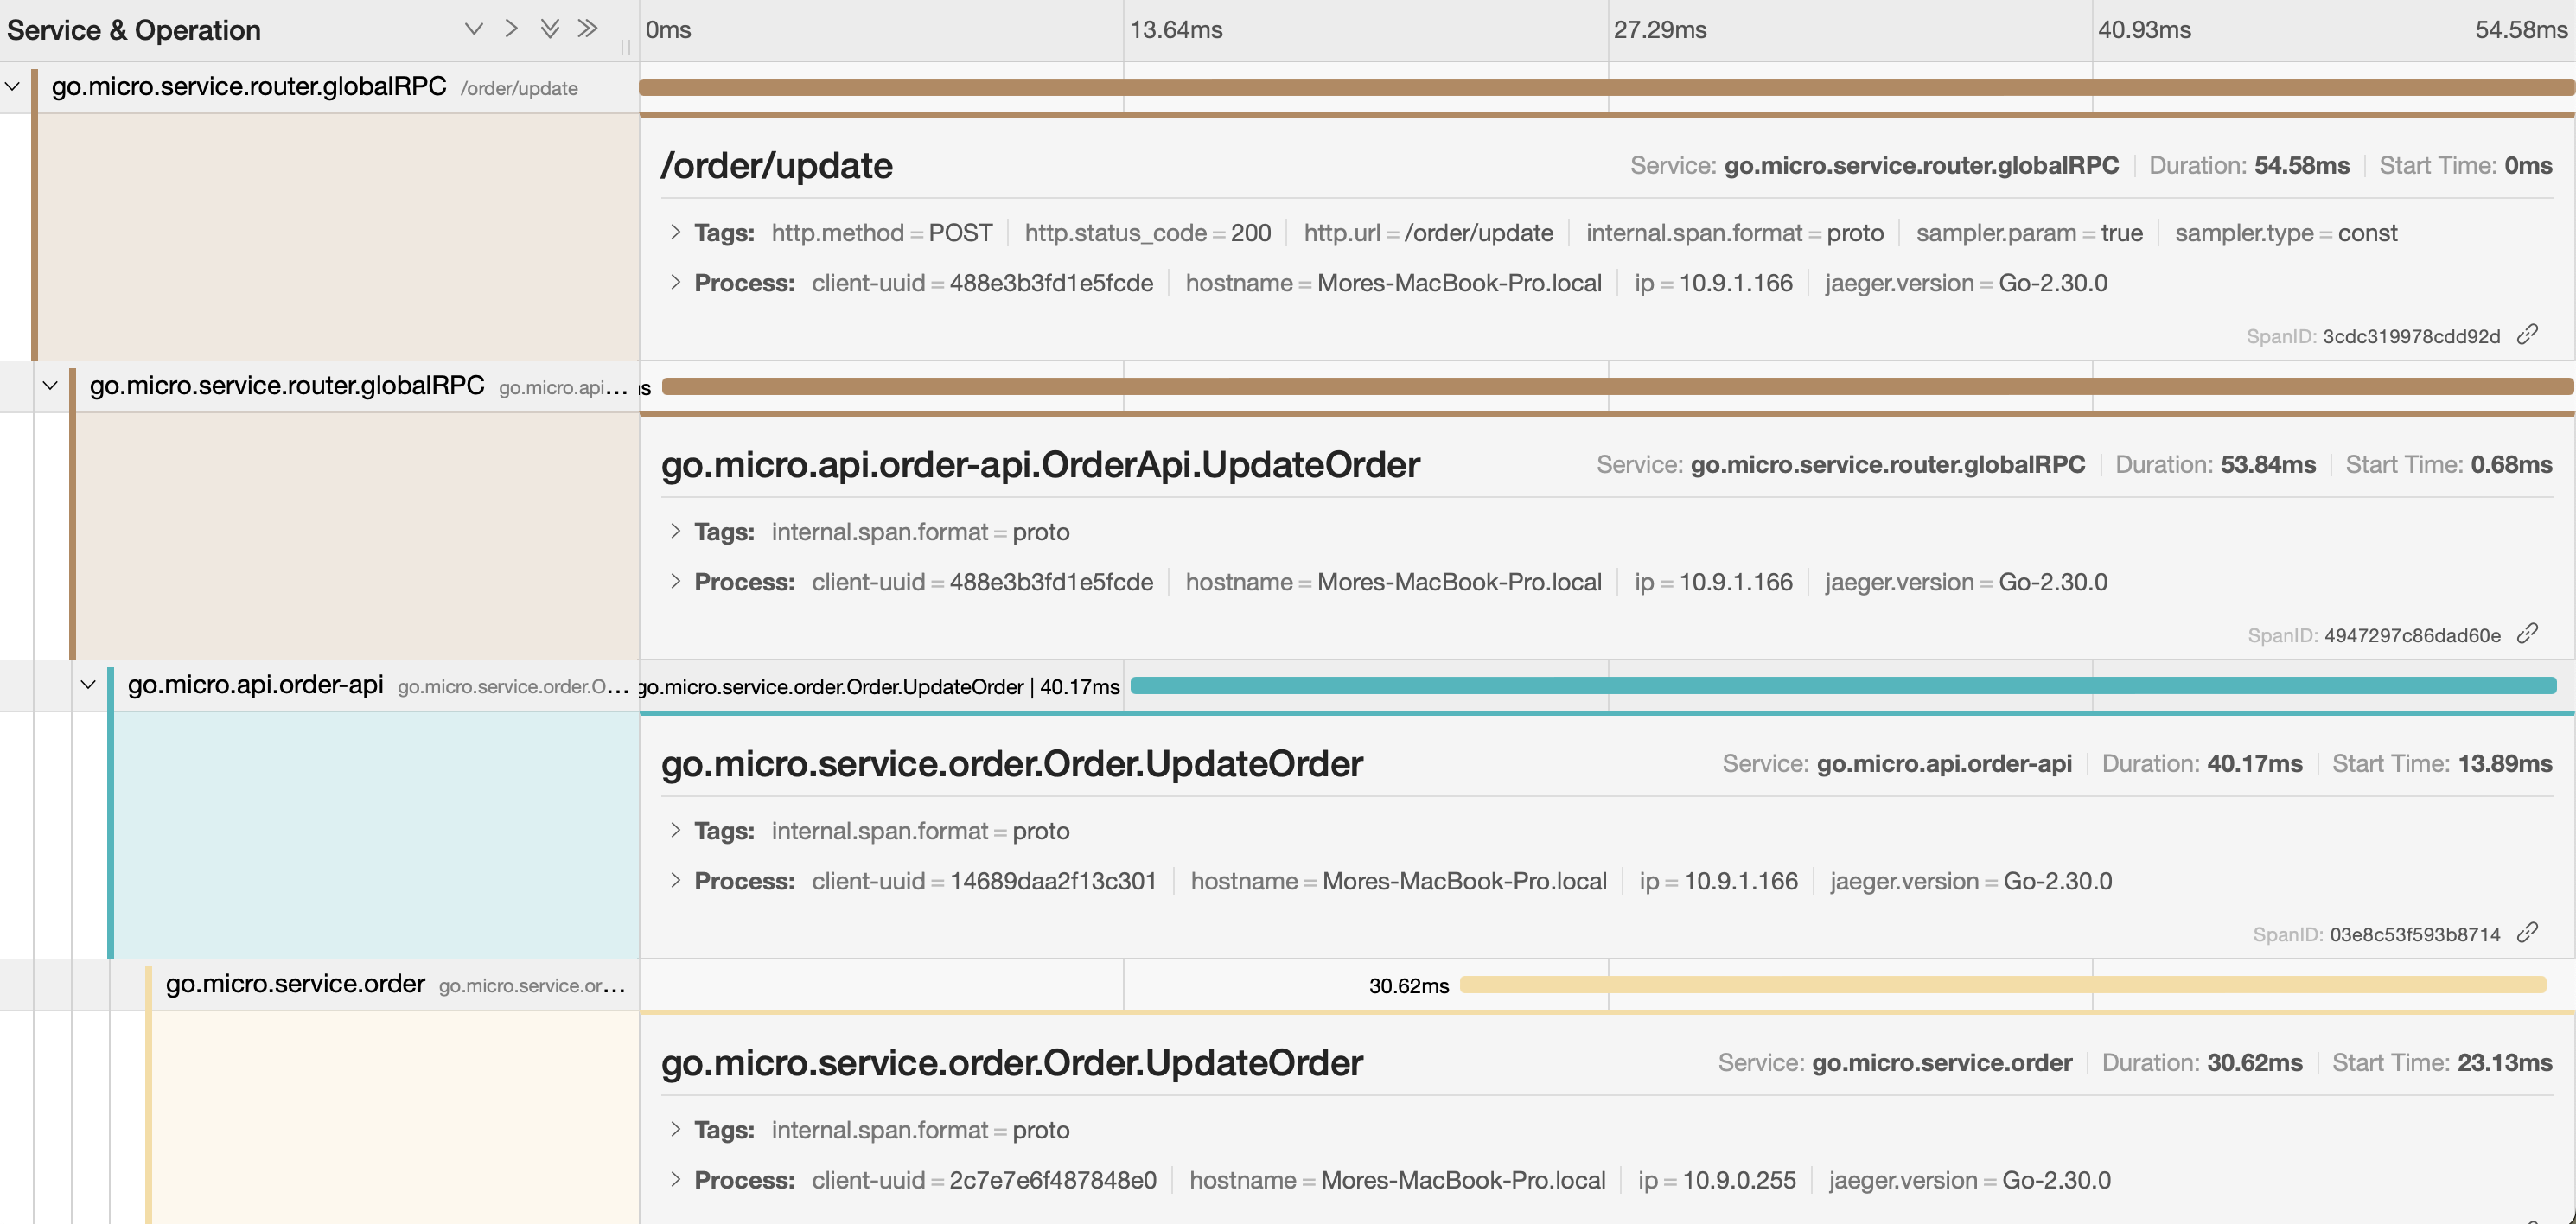 Service & Operation 0ms 13.64ms 27.29ms 40.93ms 54.58ms
go.micro.service.router.globalRPC /order/update
/order/update Service: go.micro.service.router.globalRPC Duration: 54.58ms Start Time: 0ms
Tags: http.method = POST http.status_code = 200 http.url = /order/update internal.span.format = proto sampler.param = true sampler.type = const
Process: client-uuid = 488e3b3fd1e5fcde hostname = Mores-MacBook-Pro.local ip = 10.9.1.166 jaeger.version = Go-2.30.0
SpanID: 3cdc319978cdd92d
go.micro.service.router.globalRPC go.micro.api...
go.micro.api.order-api.OrderApi.UpdateOrder Service: go.micro.service.router.globalRPC Duration: 53.84ms Start Time: 0.68ms
Tags: internal.span.format = proto
Process: client-uuid = 488e3b3fd1e5fcde hostname = Mores-MacBook-Pro.local ip = 10.9.1.166 jaeger.version = Go-2.30.0
SpanID: 4947297c86dad60e
go.micro.api.order-api go.micro.service.order.O... go.micro.service.order.Order.UpdateOrder | 40.17ms
go.micro.service.order.Order.UpdateOrder Service: go.micro.api.order-api Duration: 40.17ms Start Time: 13.89ms
Tags: internal.span.format = proto
Process: client-uuid = 14689daa2f13c301 hostname = Mores-MacBook-Pro.local ip = 10.9.1.166 jaeger.version = Go-2.30.0
SpanID: 03e8c53f593b8714
go.micro.service.order go.micro.service.or... 30.62ms
go.micro.service.order.Order.UpdateOrder Service: go.micro.service.order Duration: 30.62ms Start Time: 23.13ms
Tags: internal.span.format = proto
Process: client-uuid = 2c7e7e6f487848e0 hostname = Mores-MacBook-Pro.local ip = 10.9.0.255 jaeger.version = Go-2.30.0